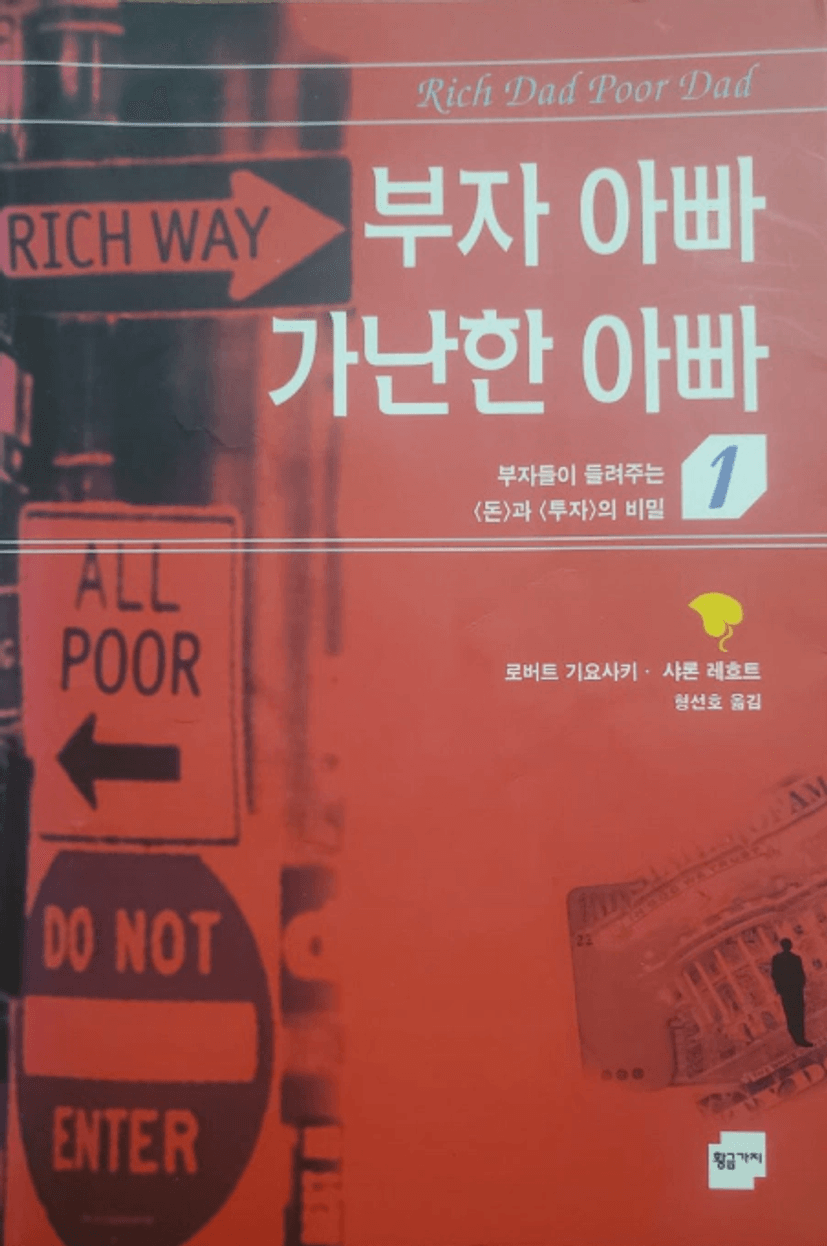 Rich Dad Poor Dad
RICH WAY
부자 아빠
가난한 아빠
부자들이 들려주는
〈돈〉과 〈투자〉의 비밀
1
ALL
POOR
로버트 기요사키 · 샤론 레흐트
형선호 옮김
DO NOT
ENTER
황금가지